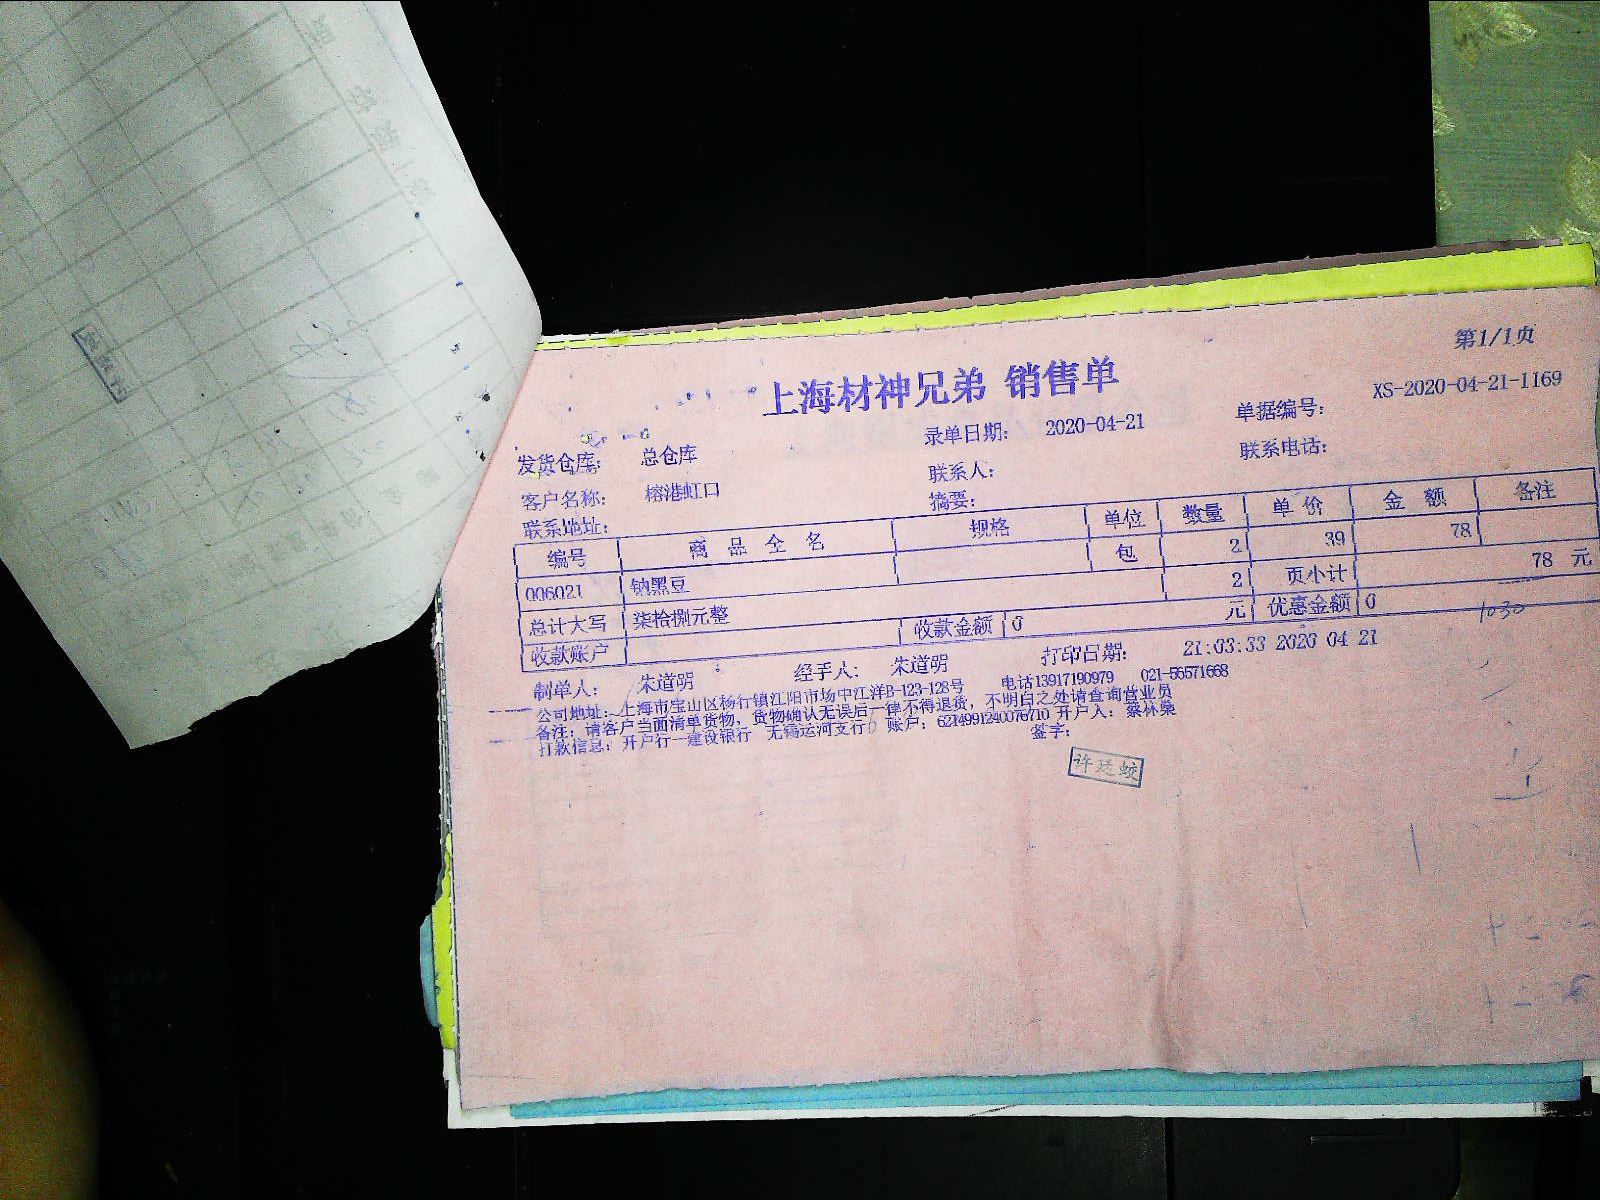 第1/1页
上海材神兄弟 销售单
XS-2020-04-21-1169
发货仓库: 总仓库 录单日期: 2020-04-21 单据编号:
客户名称: 榕港虹口 联系人: 联系电话:
联系地址: 摘要:
编号 商品全名 规格 单位 数量 单价 金额 备注
006021 钠黑豆 包 2 39 78
总计大写 柒拾捌元整 2 页小计 78 元
收款账户 收款金额 0 元 优惠金额 0
1030
制单人: 朱道明 经手人: 朱道明 打印日期: 21:03:33 2020 04 21
公司地址: 上海市宝山区杨行镇江阳市场中江洋B-123-128号 电话13917190979 021-56571668
备注: 请客户当面清单货物, 货物确认无误后一律不得退货, 不明白之处请查询营业员
打款信息: 开户行—建设银行 无锡运河支行 账户: 6214991240076710 开户人: 蔡林燊
签字:
许廷蛟